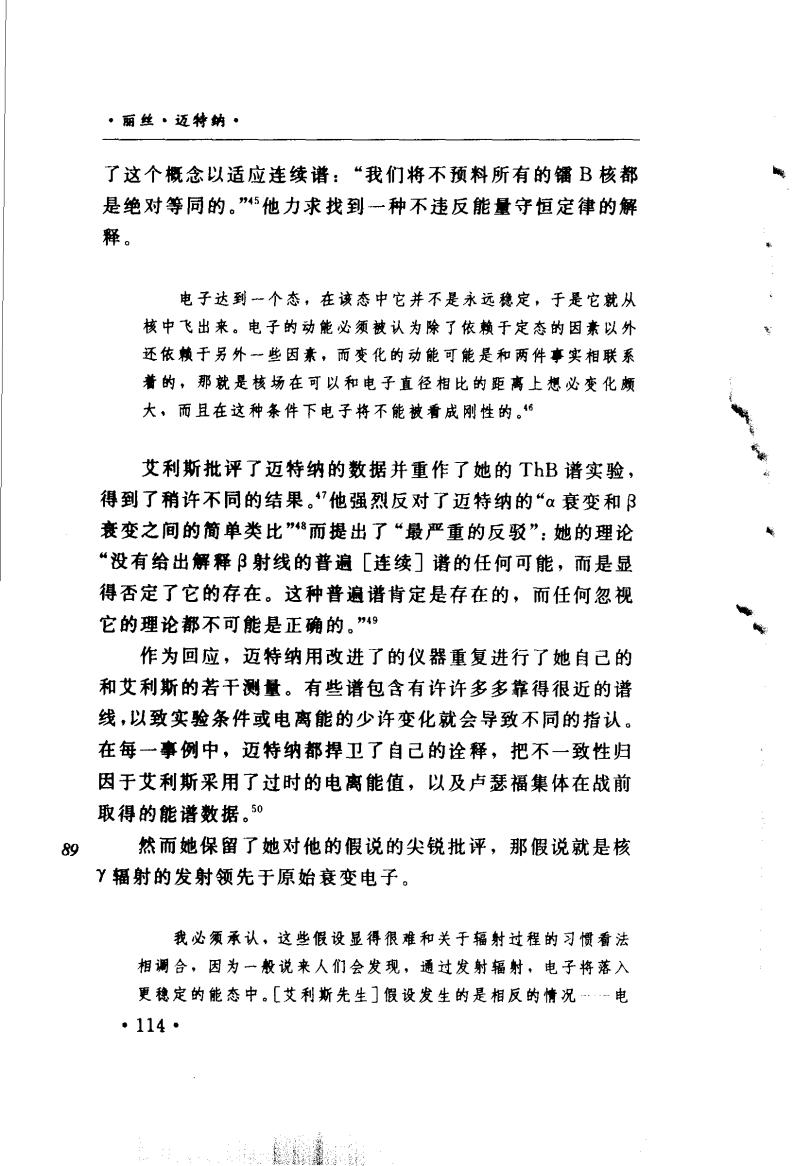 ·丽丝·迈特纳·
了这个概念以适应连续谱：“我们将不预料所有的镭 B 核都
是绝对等同的。”45他力求找到一种不违反能量守恒定律的解
释。
电子达到一个态，在该态中它并不是永远稳定，于是它就从
核中飞出来。电子的动能必须被认为除了依赖于定态的因素以外
还依赖于另外一些因素，而变化的动能可能是和两件事实相联系
着的，那就是核场在可以和电子直径相比的距离上想必变化颇
大，而且在这种条件下电子将不能被看成刚性的。46
艾利斯批评了迈特纳的数据并重作了她的 ThB 谱实验，
得到了稍许不同的结果。47他强烈反对了迈特纳的“α 衰变和 β
衰变之间的简单类比”48而提出了“最严重的反驳”：她的理论
“没有给出解释 β 射线的普遍［连续］谱的任何可能，而是显
得否定了它的存在。这种普遍谱肯定是存在的，而任何忽视
它的理论都不可能是正确的。”49
作为回应，迈特纳用改进了的仪器重复进行了她自己的
和艾利斯的若干测量。有些谱包含有许许多多靠得很近的谱
线，以致实验条件或电离能的少许变化就会导致不同的指认。
在每一事例中，迈特纳都捍卫了自己的诠释，把不一致性归
因于艾利斯采用了过时的电离能值，以及卢瑟福集体在战前
取得的能谱数据。50
89 然而她保留了她对他的假说的尖锐批评，那假说就是核
γ 辐射的发射领先于原始衰变电子。
我必须承认，这些假设显得很难和关于辐射过程的习惯看法
相调合，因为一般说来人们会发现，通过发射辐射，电子将落入
更稳定的能态中。［艾利斯先生］假设发生的是相反的情况……电
·114·